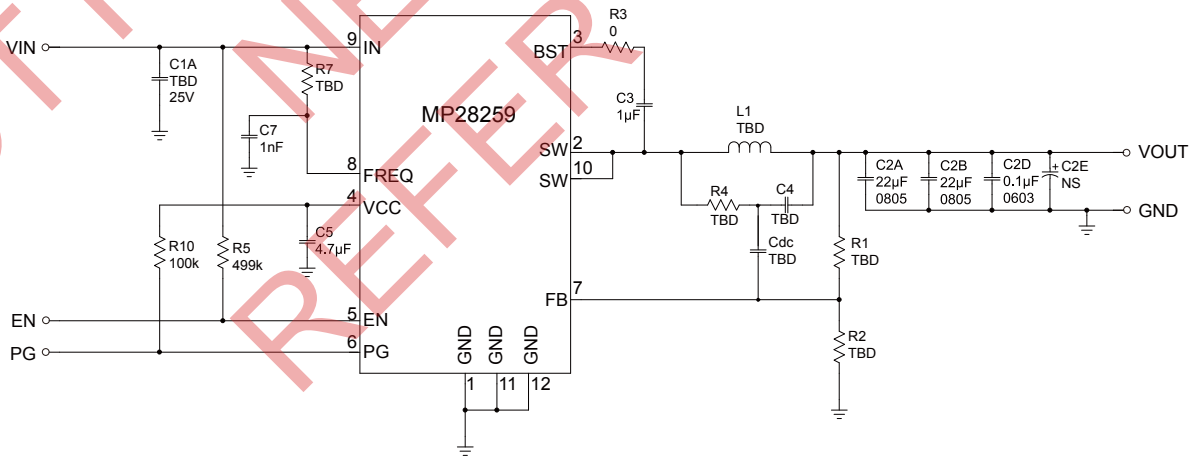 VIN
9
IN
C1A
TBD
25V
R7
TBD
C7
1nF
8
FREQ
4
VCC
C5
4.7µF
R10
100k
R5
499k
EN
5
EN
PG
6
PG
MP28259
3
BST
R3
0
C3
1µF
SW
2
SW
10
L1
TBD
R4
TBD
C4
TBD
Cdc
TBD
FB
7
R1
TBD
R2
TBD
C2A
22µF
0805
C2B
22µF
0805
C2D
0.1µF
0603
+
C2E
NS
VOUT
GND
GND
GND
GND
1
11
12
REFER